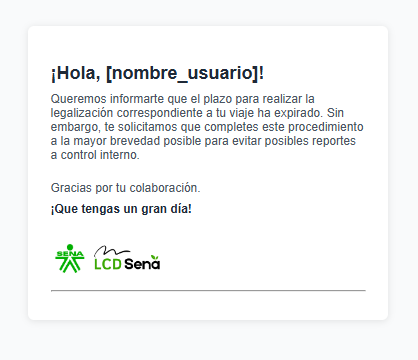 ¡Hola, [nombre_usuario]!
Queremos informarte que el plazo para realizar la
legalización correspondiente a tu viaje ha expirado. Sin
embargo, te solicitamos que completes este procedimiento
a la mayor brevedad posible para evitar posibles reportes
a control interno.
Gracias por tu colaboración.
¡Que tengas un gran día!
SENA
LCDSena